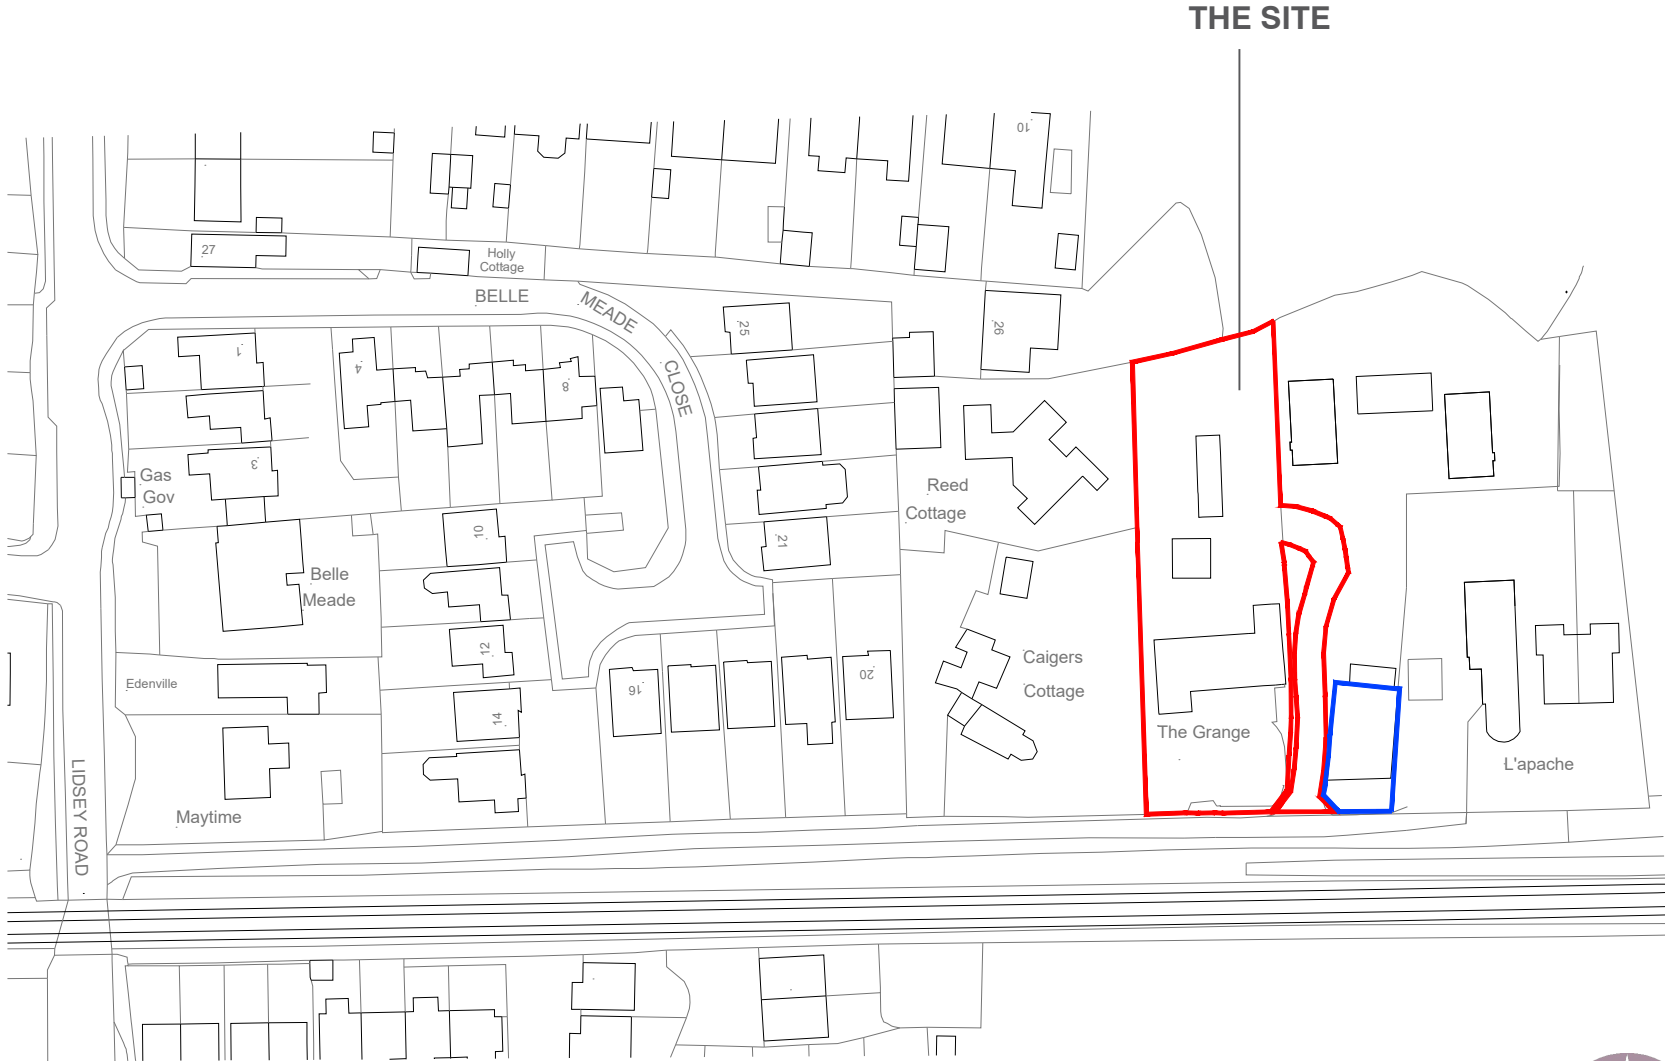 THE SITE
10
27
Holly
Cottage
BELLE
MEADE
CLOSE
25
26
1
4
8
3
Gas
Gov
Reed
Cottage
10
21
Belle
Meade
12
Caigers
Cottage
Edenville
16
20
14
The Grange
L'apache
LIDSEY ROAD
Maytime